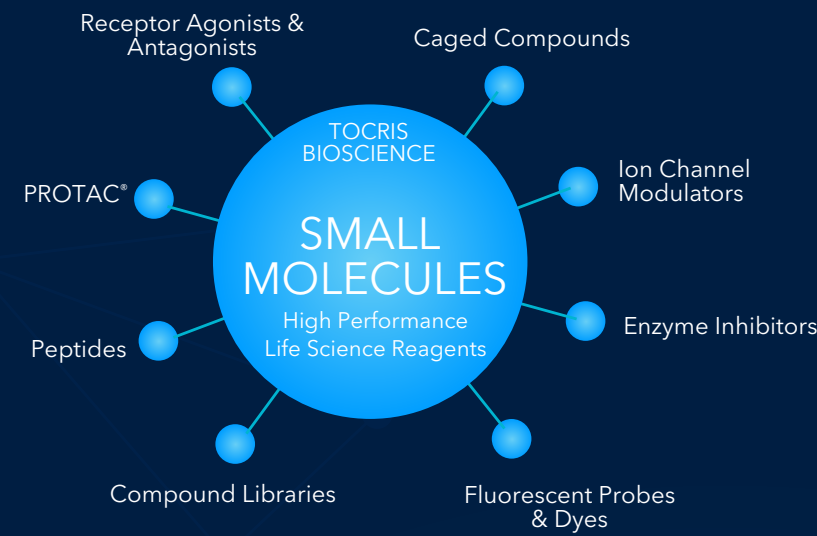 Receptor Agonists &
Antagonists
Caged Compounds
TOCRIS
BIOSCIENCE
Ion Channel
Modulators
PROTAC®
SMALL
MOLECULES
High Performance
Life Science Reagents
Enzyme Inhibitors
Peptides
Compound Libraries
Fluorescent Probes
& Dyes